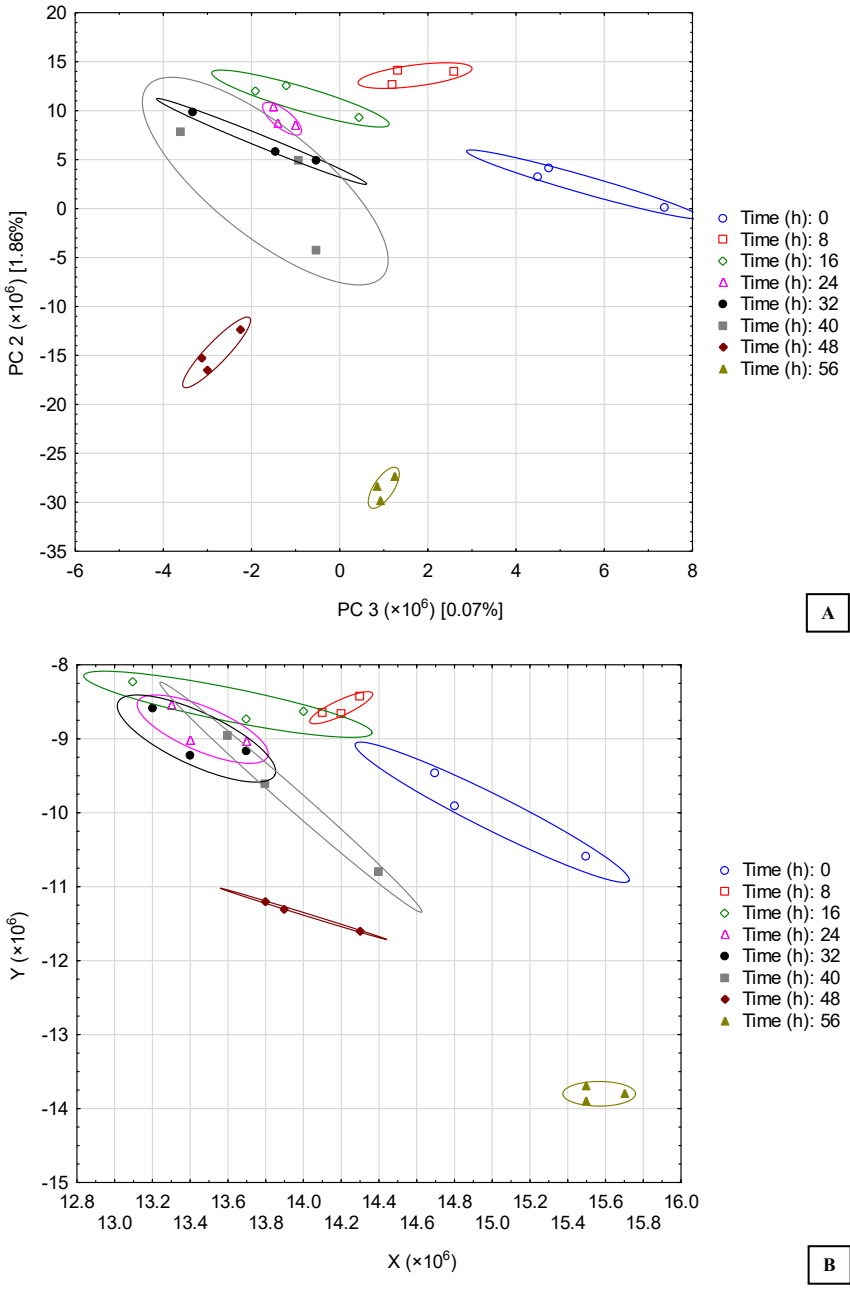 20
15
10
5
0
-5
-10
-15
-20
-25
-30
-35
PC 2 (×10⁶) [1.86%]
-6 -4 -2 0 2 4 6 8
PC 3 (×10⁶) [0.07%]
Time (h): 0
Time (h): 8
Time (h): 16
Time (h): 24
Time (h): 32
Time (h): 40
Time (h): 48
Time (h): 56
A
-8
-9
-10
-11
-12
-13
-14
-15
Y (×10⁶)
12.8 13.2 13.6 14.0 14.4 14.8 15.2 15.6 16.0
13.0 13.4 13.8 14.2 14.6 15.0 15.4 15.8
X (×10⁶)
Time (h): 0
Time (h): 8
Time (h): 16
Time (h): 24
Time (h): 32
Time (h): 40
Time (h): 48
Time (h): 56
B